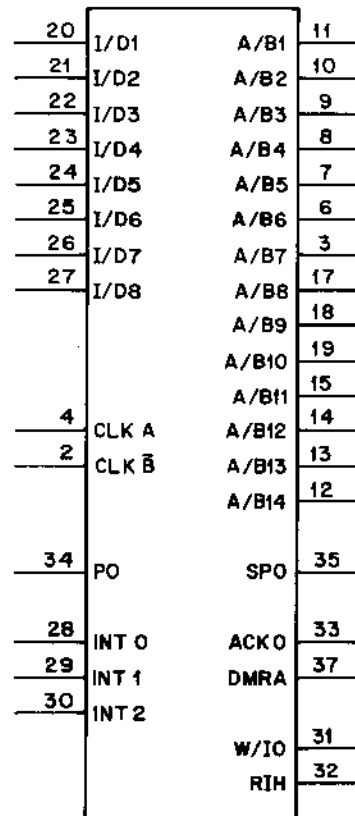 20 I/D1 A/B1 11
21 I/D2 A/B2 10
22 I/D3 A/B3 9
23 I/D4 A/B4 8
24 I/D5 A/B5 7
25 I/D6 A/B6 6
26 I/D7 A/B7 3
27 I/D8 A/B8 17
A/B9 18
A/B10 19
A/B11 15
4 CLK A A/B12 14
2 CLK B̄ A/B13 13
A/B14 12
34 PO SPO 35
28 INT 0 ACKO 33
29 INT 1 DMRA 37
30 INT 2
W/IO 31
RIH 32